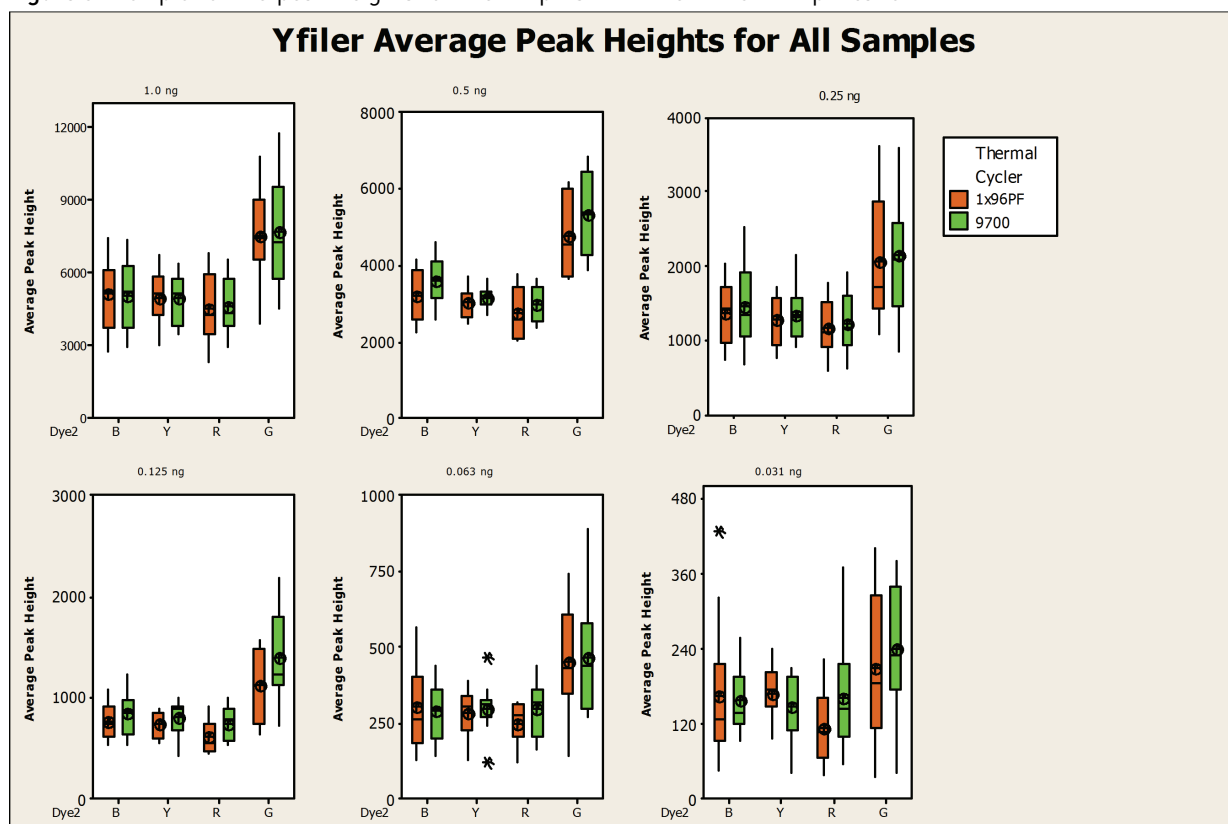 Yfiler Average Peak Heights for All Samples
1.0 ng
Average Peak Height
12000
9000
6000
3000
0
Dye2 B Y R G
0.5 ng
Average Peak Height
8000
6000
4000
2000
0
Dye2 B Y R G
0.25 ng
Average Peak Height
4000
3000
2000
1000
0
Dye2 B Y R G
Thermal
Cycler
1x96PF
9700
0.125 ng
Average Peak Height
3000
2000
1000
0
Dye2 B Y R G
0.063 ng
Average Peak Height
1000
750
500
250
0
Dye2 B Y R G
0.031 ng
Average Peak Height
480
360
240
120
0
Dye2 B Y R G